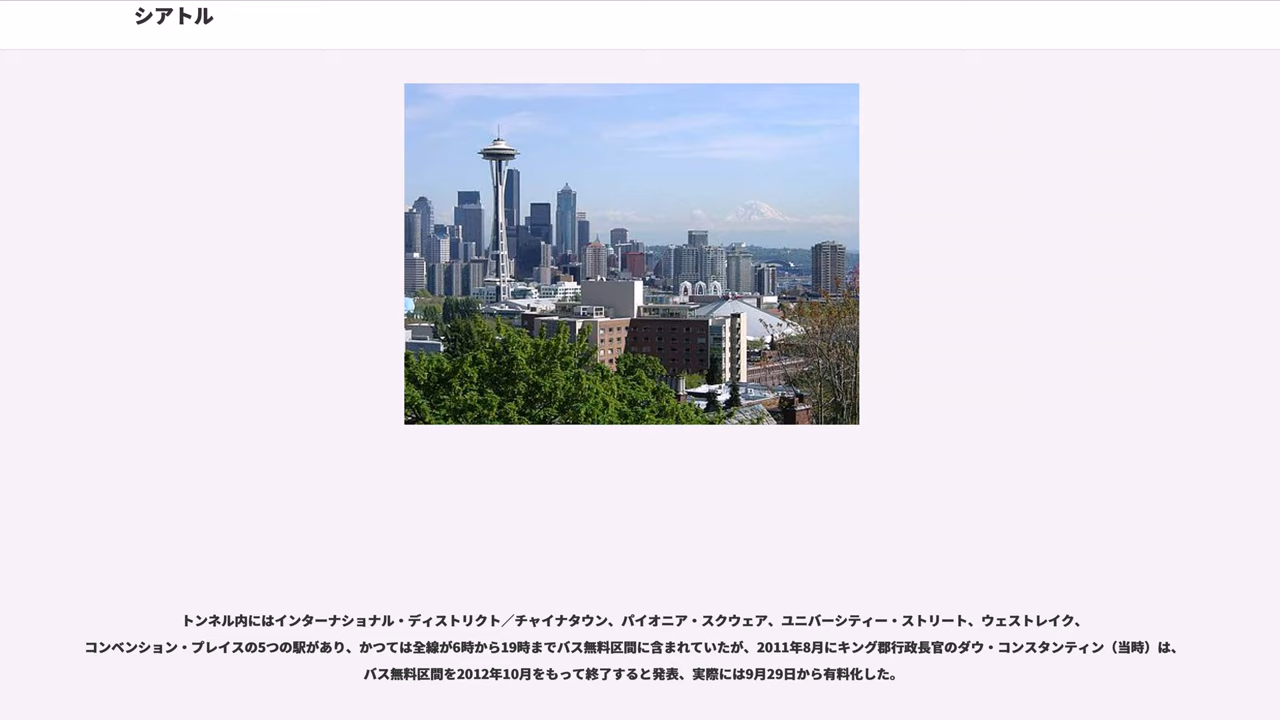 シアトル
トンネル内にはインターナショナル・ディストリクト／チャイナタウン、パイオニア・スクウェア、ユニバーシティー・ストリート、ウェストレイク、
コンベンション・プレイスの5つの駅があり、かつては全線が6時から19時までバス無料区間に含まれていたが、2011年8月にキング郡行政長官のダウ・コンスタンティン（当時）は、
バス無料区間を2012年10月をもって終了すると発表、実際には9月29日から有料化した。